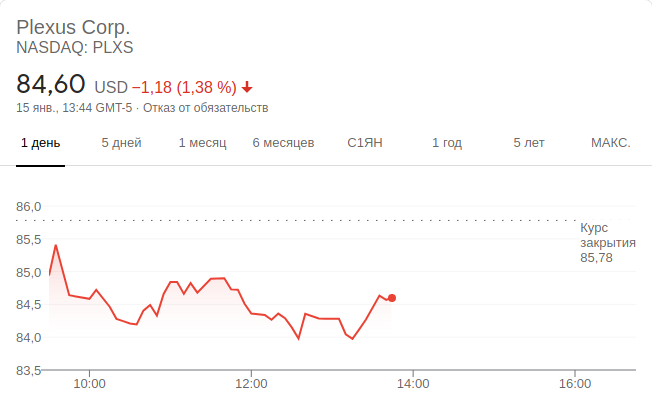 Plexus Corp.
NASDAQ: PLXS
84,60 USD −1,18 (1,38 %)
15 янв., 13:44 GMT-5 · Отказ от обязательств
1 день 5 дней 1 месяц 6 месяцев С1ЯН 1 год 5 лет МАКС.
86,0
Курс
85,5 закрытия
85,78
85,0
84,5
84,0
83,5
10:00 12:00 14:00 16:00